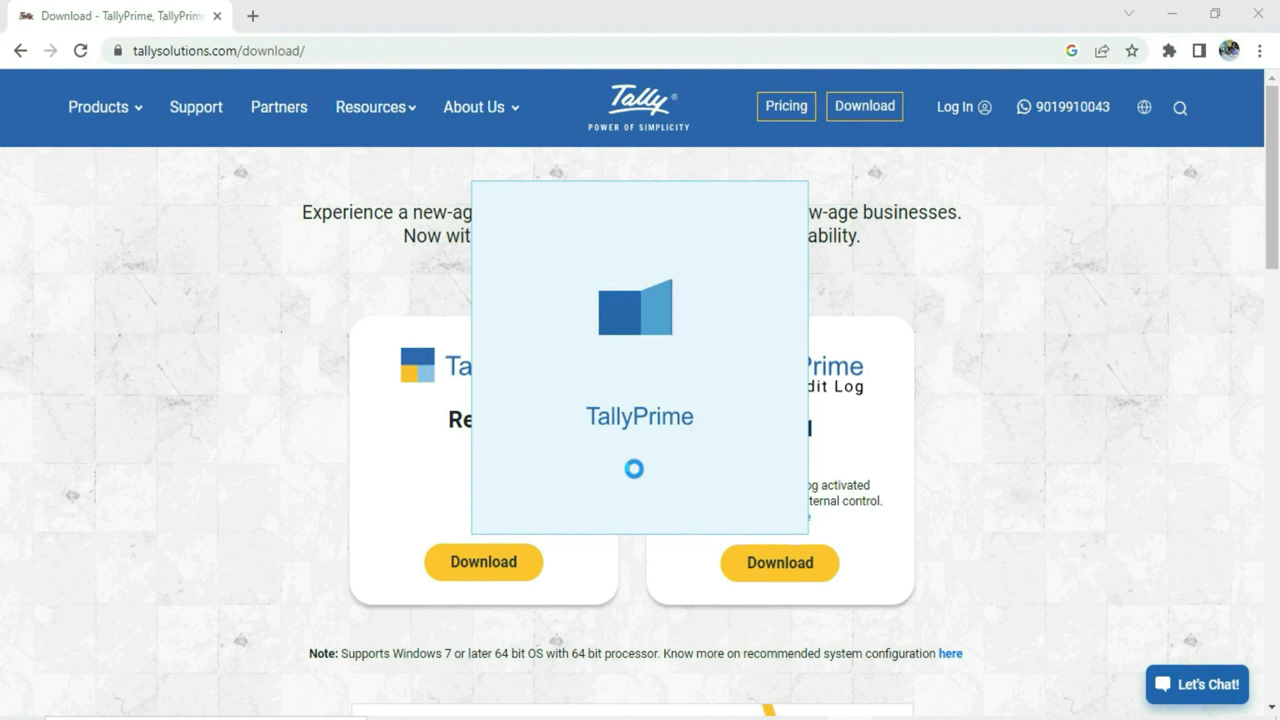 Download - TallyPrime, TallyPrim
tallysolutions.com/download/
Products
Support
Partners
Resources
About Us
Tally
POWER OF SIMPLICITY
Pricing
Download
Log In
9019910043
Experience a new-ag
w-age businesses.
Now wit
ability.
Ta
Prime
dit Log
Re
og activated
ternal control.
TallyPrime
Download
Download
Note: Supports Windows 7 or later 64 bit OS with 64 bit processor. Know more on recommended system configuration here
Let's Chat!